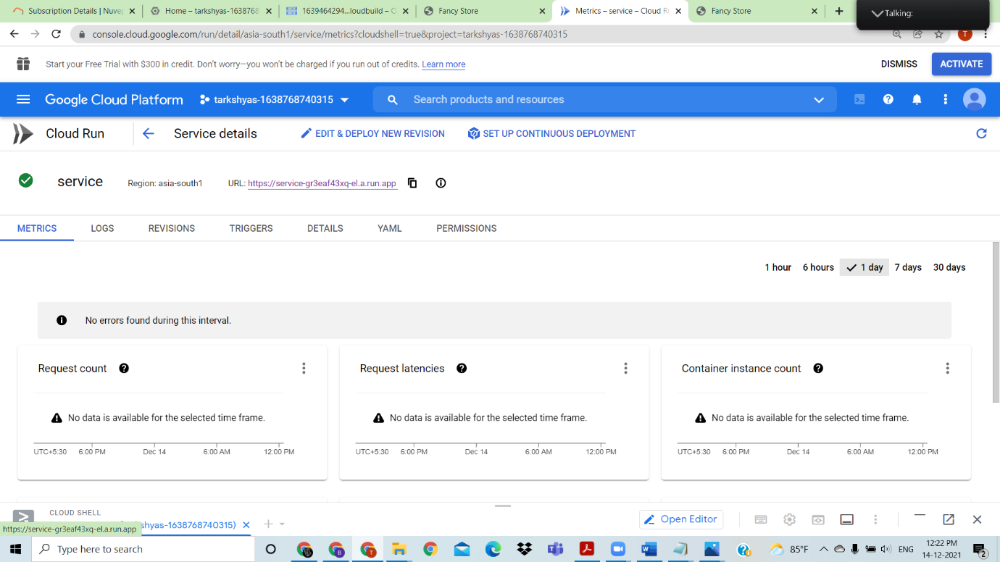 Subscription Details | Nuvep
Home – tarkshyas-1638768
1639464294...loudbuild – C
Fancy Store
Metrics – service – Cloud R
Fancy Store
Talking:
console.cloud.google.com/run/detail/asia-south1/service/metrics?cloudshell=true&project=tarkshyas-1638768740315
T
Start your Free Trial with $300 in credit. Don't worry—you won't be charged if you run out of credits. Learn more
DISMISS
ACTIVATE
Google Cloud Platform
tarkshyas-1638768740315
Search products and resources
Cloud Run
Service details
EDIT & DEPLOY NEW REVISION
SET UP CONTINUOUS DEPLOYMENT
service
Region: asia-south1
URL: https://service-gr3eaf43xq-el.a.run.app
METRICS
LOGS
REVISIONS
TRIGGERS
DETAILS
YAML
PERMISSIONS
1 hour
6 hours
1 day
7 days
30 days
No errors found during this interval.
Request count
Request latencies
Container instance count
No data is available for the selected time frame.
No data is available for the selected time frame.
No data is available for the selected time frame.
UTC+5:30 6:00 PM Dec 14 6:00 AM 12:00 PM
UTC+5:30 6:00 PM Dec 14 6:00 AM 12:00 PM
UTC+5:30 6:00 PM Dec 14 6:00 AM 12:00 PM
CLOUD SHELL
shyas-1638768740315)
Open Editor
https://service-gr3eaf43xq-el.a.run.app
Type here to search
85°F
ENG
12:22 PM
14-12-2021
2